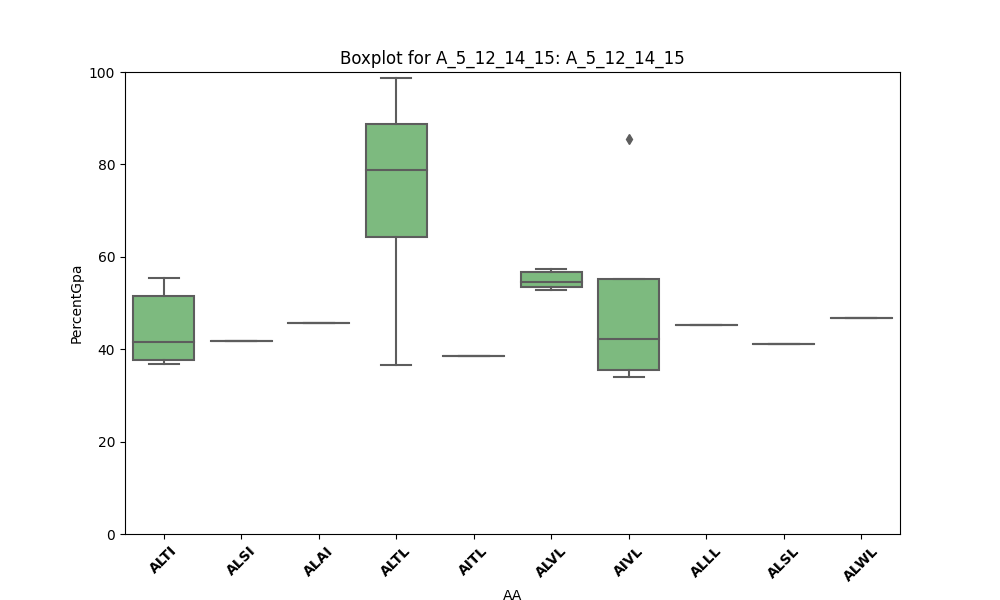 Boxplot for A_5_12_14_15: A_5_12_14_15
100
80
60
40
20
0
PercentGpa
ALTI ALSI ALAI ALTL AITL ALVL AIVL ALLL ALSL ALWL
AA